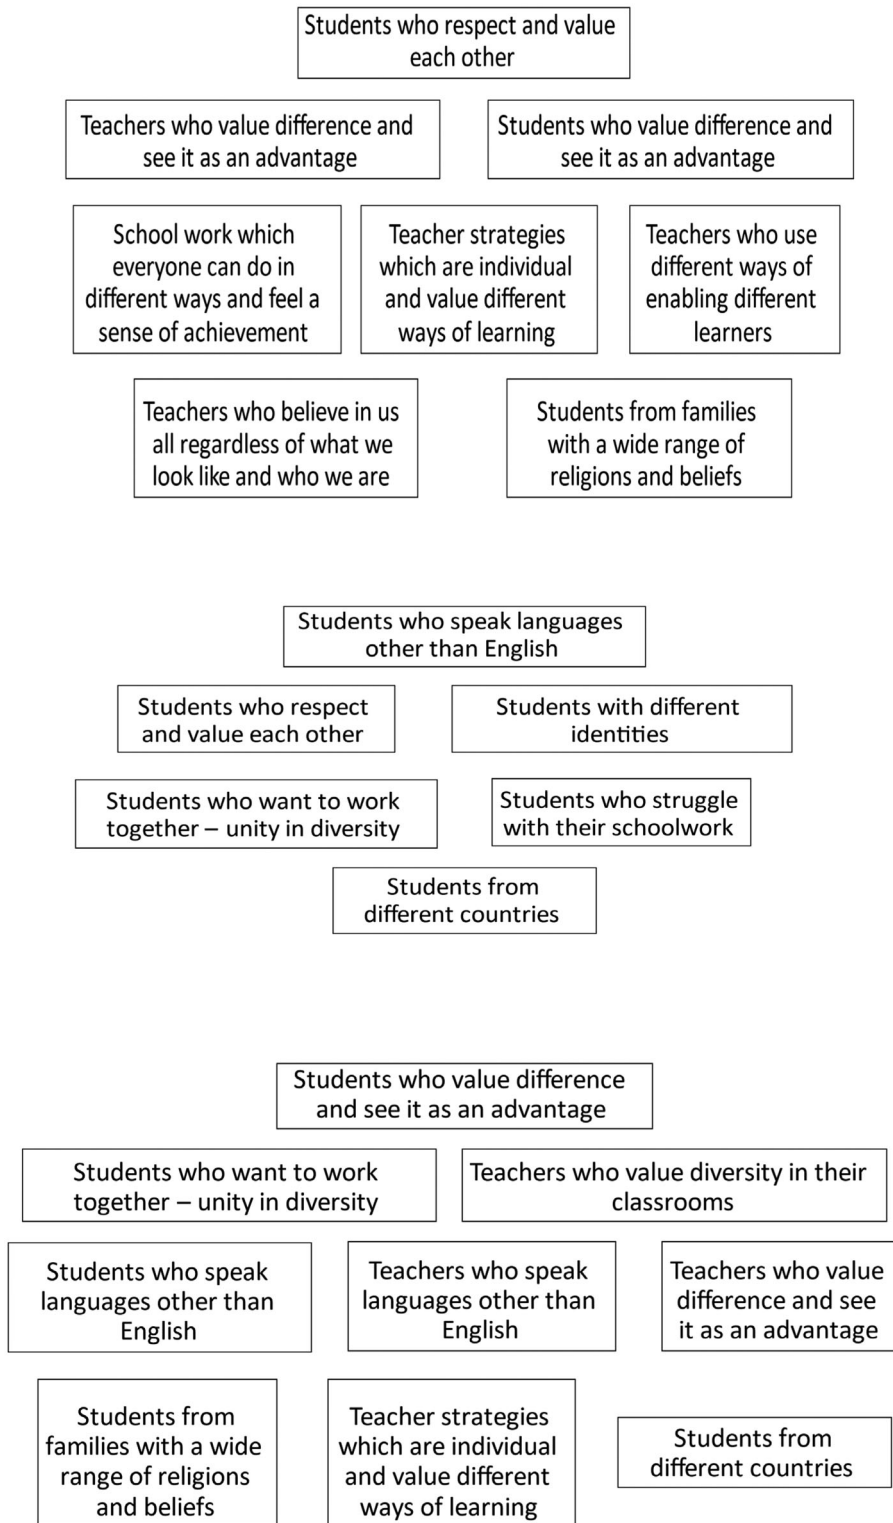 Students who respect and value
each other
Teachers who value difference and
see it as an advantage
Students who value difference and
see it as an advantage
School work which
everyone can do in
different ways and feel a
sense of achievement
Teacher strategies
which are individual
and value different
ways of learning
Teachers who use
different ways of
enabling different
learners
Teachers who believe in us
all regardless of what we
look like and who we are
Students from families
with a wide range of
religions and beliefs
Students who speak languages
other than English
Students who respect
and value each other
Students with different
identities
Students who want to work
together – unity in diversity
Students who struggle
with their schoolwork
Students from
different countries
Students who value difference
and see it as an advantage
Students who want to work
together – unity in diversity
Teachers who value diversity in their
classrooms
Students who speak
languages other than
English
Teachers who speak
languages other than
English
Teachers who value
difference and see
it as an advantage
Students from
families with a wide
range of religions
and beliefs
Teacher strategies
which are individual
and value different
ways of learning
Students from
different countries